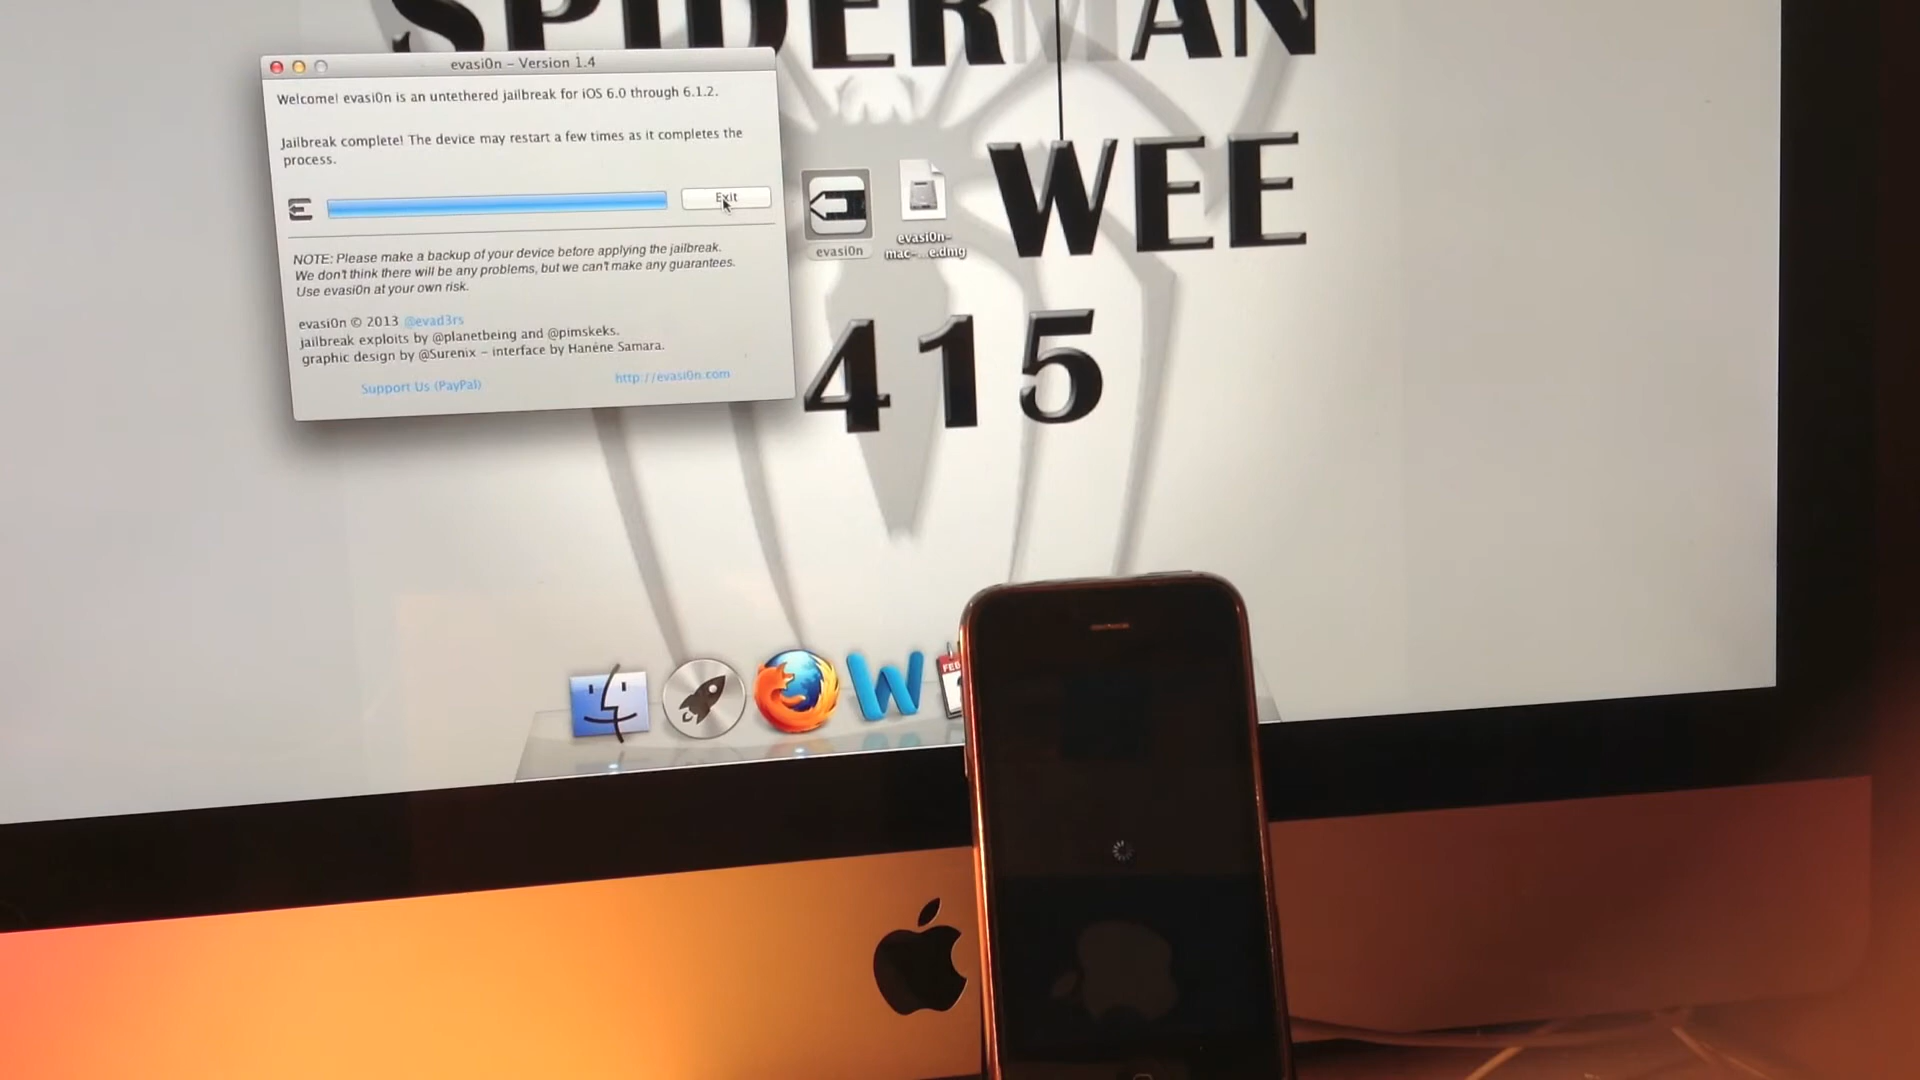 SPIDERMAN
WEE
415
evasi0n – Version 1.4
Welcome! evasi0n is an untethered jailbreak for iOS 6.0 through 6.1.2.
Jailbreak complete! The device may restart a few times as it completes the
process.
Exit
NOTE: Please make a backup of your device before applying the jailbreak.
We don't think there will be any problems, but we can't make any guarantees.
Use evasi0n at your own risk.
evasi0n © 2013 @evad3rs
jailbreak exploits by @planetbeing and @pimskeks.
graphic design by @Surenix – interface by Hanéne Samara.
Support Us (PayPal)
http://evasi0n.com
evasi0n
evasi0n-
mac-...e.dmg
W
FEB